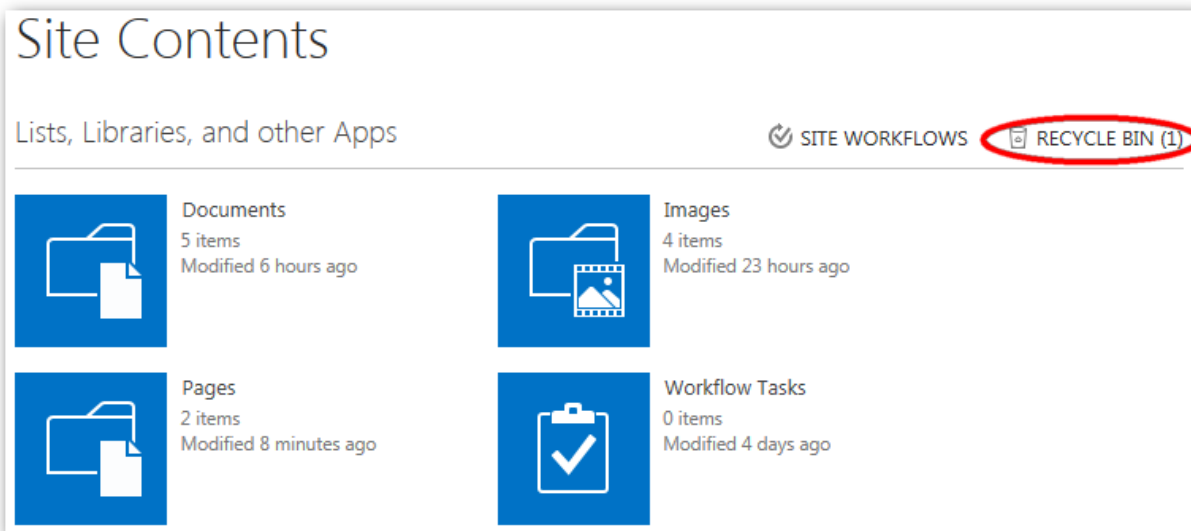 Site Contents
Lists, Libraries, and other Apps
SITE WORKFLOWS
RECYCLE BIN (1)
Documents
5 items
Modified 6 hours ago
Images
4 items
Modified 23 hours ago
Pages
2 items
Modified 8 minutes ago
Workflow Tasks
0 items
Modified 4 days ago